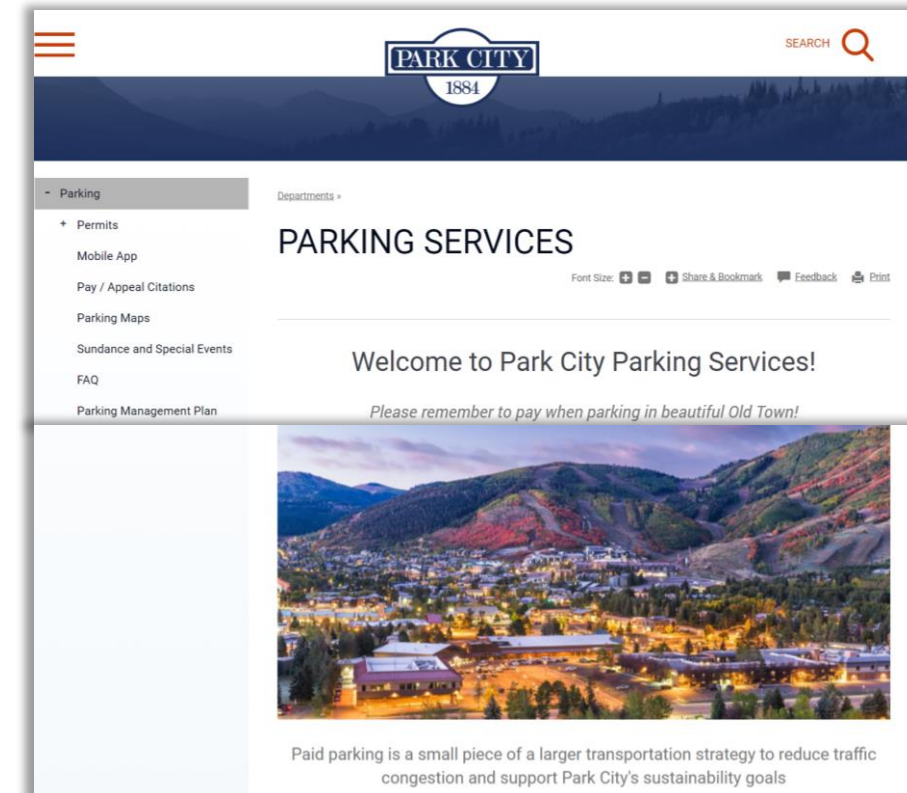 PARK CITY
1884
SEARCH
- Parking
+ Permits
Mobile App
Pay / Appeal Citations
Parking Maps
Sundance and Special Events
FAQ
Parking Management Plan
Departments »
PARKING SERVICES
Font Size: + - + Share & Bookmark Feedback Print
Welcome to Park City Parking Services!
Please remember to pay when parking in beautiful Old Town!
Paid parking is a small piece of a larger transportation strategy to reduce traffic
congestion and support Park City's sustainability goals